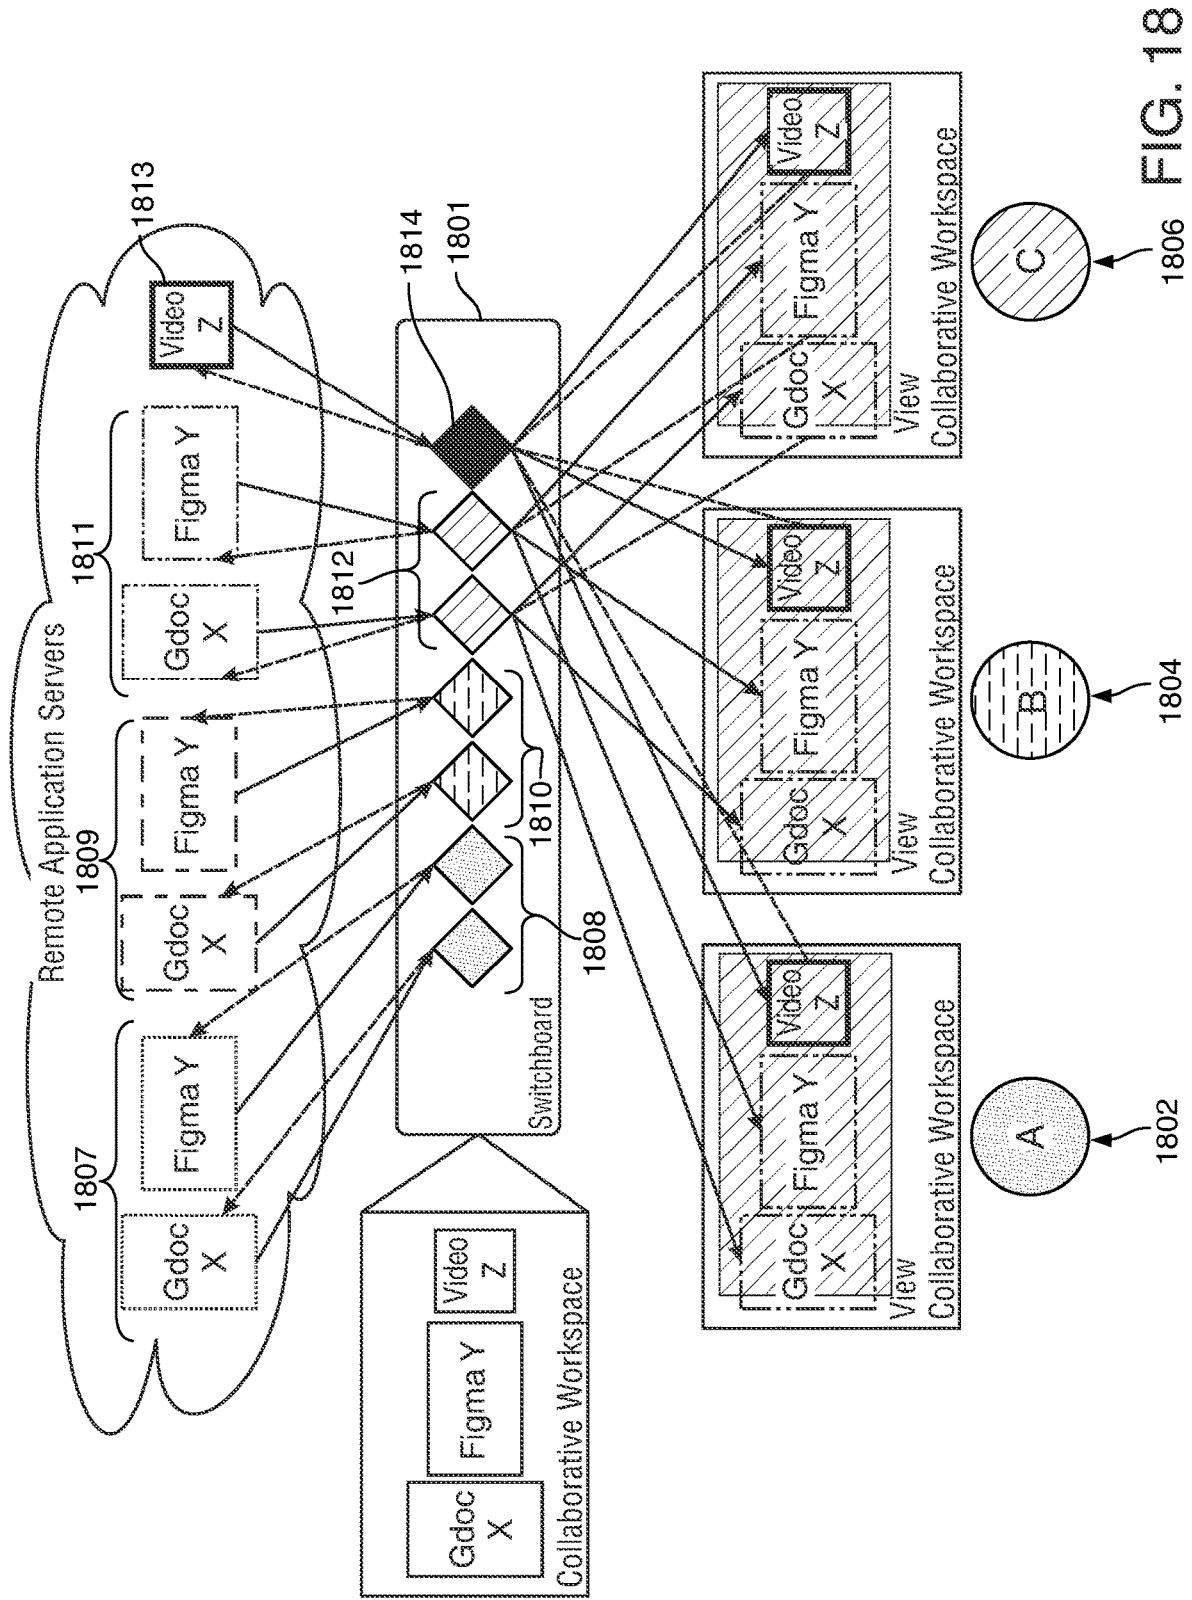 Remote Application Servers
1807
Gdoc
X
Figma Y
1809
Gdoc
X
Figma Y
1811
Gdoc
X
Figma Y
Video
Z
1813
Collaborative Workspace
Gdoc
X
Figma Y
Video
Z
Switchboard
1808
1810
1812
1814
1801
Gdoc
X
Figma Y
Video
Z
View
Collaborative Workspace
Gdoc
X
Figma Y
Video
Z
View
Collaborative Workspace
Gdoc
X
Figma Y
Video
Z
View
Collaborative Workspace
A
1802
B
1804
C
1806
FIG. 18